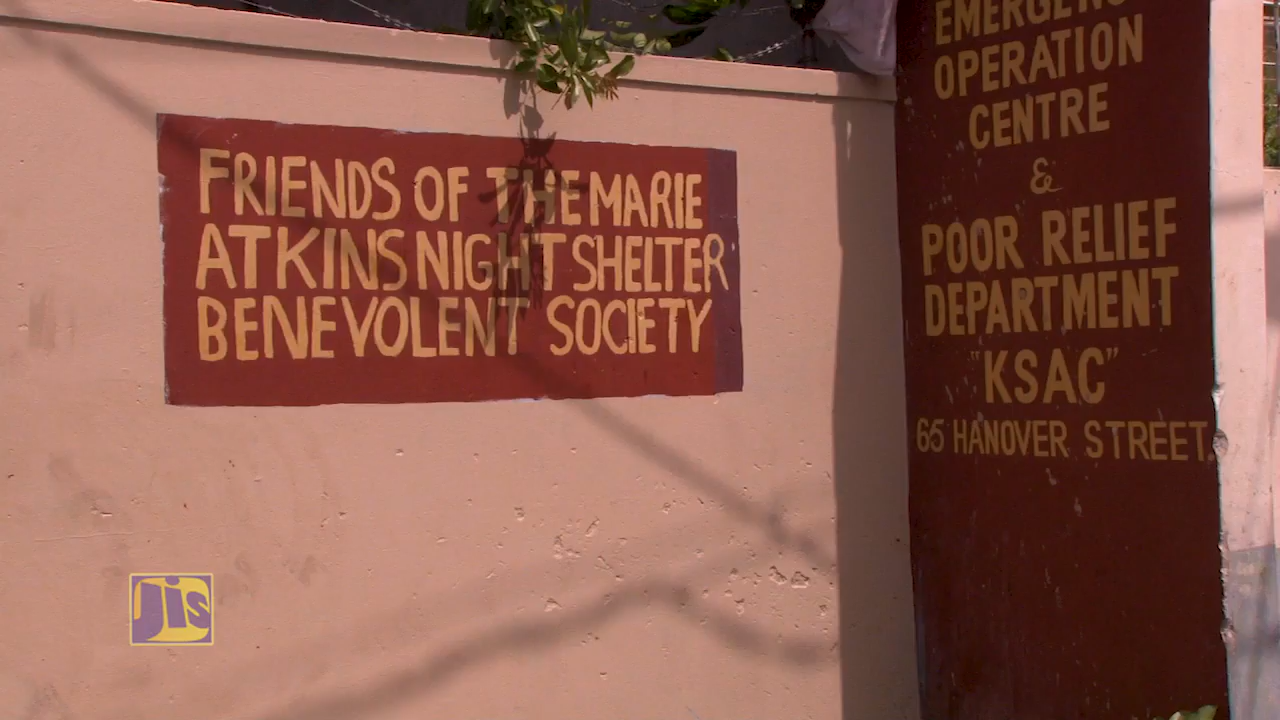 FRIENDS OF THE MARIE
ATKINS NIGHT SHELTER
BENEVOLENT SOCIETY
EMERGENC
OPERATION
CENTRE
&
POOR RELIEF
DEPARTMENT
"KSAC"
65 HANOVER STREET.
JIS